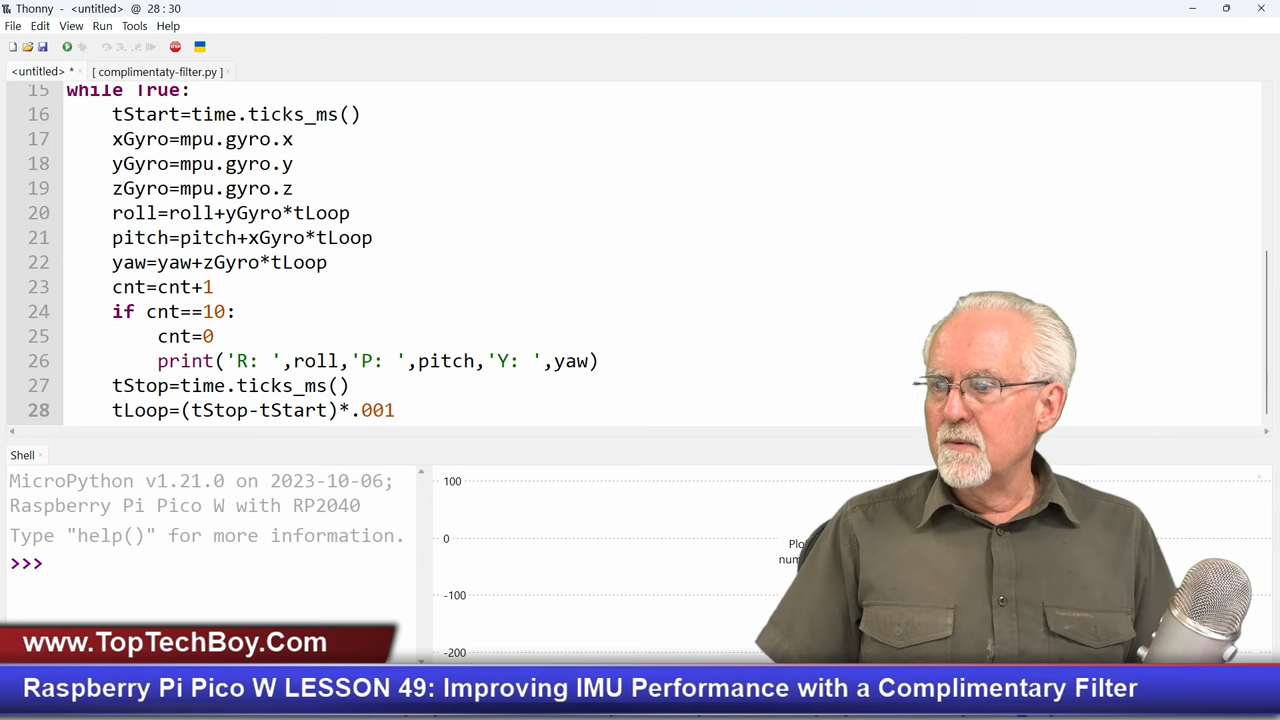 Thonny - <untitled> @ 28 : 30
File Edit View Run Tools Help
<untitled> * [ complimentaty-filter.py ]
15 while True:
16 tStart=time.ticks_ms()
17 xGyro=mpu.gyro.x
18 yGyro=mpu.gyro.y
19 zGyro=mpu.gyro.z
20 roll=roll+yGyro*tLoop
21 pitch=pitch+xGyro*tLoop
22 yaw=yaw+zGyro*tLoop
23 cnt=cnt+1
24 if cnt==10:
25 cnt=0
26 print('R: ',roll,'P: ',pitch,'Y: ',yaw)
27 tStop=time.ticks_ms()
28 tLoop=(tStop-tStart)*.001
Shell
MicroPython v1.21.0 on 2023-10-06;
Raspberry Pi Pico W with RP2040
Type "help()" for more information.
>>>
100
0
-100
-200
www.TopTechBoy.Com
Raspberry Pi Pico W LESSON 49: Improving IMU Performance with a Complimentary Filter